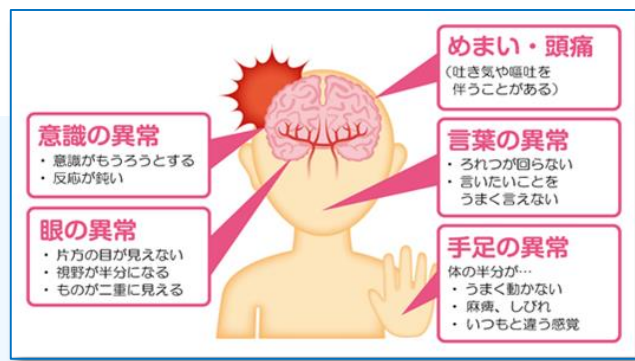 めまい・頭痛
(吐き気や嘔吐を
伴うことがある)
意識の異常
・ 意識がもうろうとする
・ 反応が鈍い
言葉の異常
・ ろれつが回らない
・ 言いたいことを
うまく言えない
眼の異常
・ 片方の目が見えない
・ 視野が半分になる
・ ものが二重に見える
手足の異常
体の半分が…
・ うまく動かない
・ 麻痺、しびれ
・ いつもと違う感覚